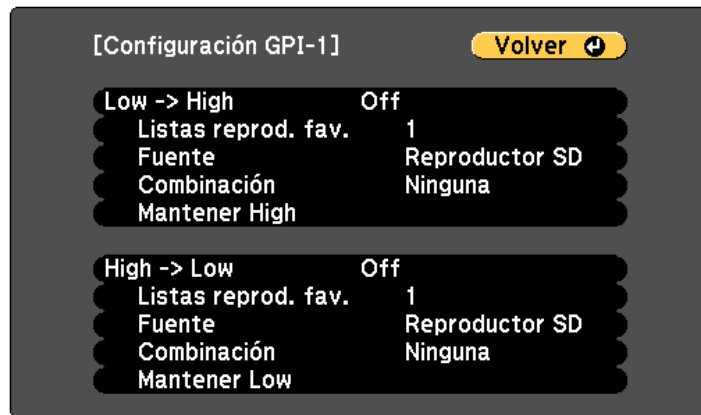 [Configuración GPI-1] Volver
Low -> High Off
Listas reprod. fav. 1
Fuente Reproductor SD
Combinación Ninguna
Mantener High
High -> Low Off
Listas reprod. fav. 1
Fuente Reproductor SD
Combinación Ninguna
Mantener Low